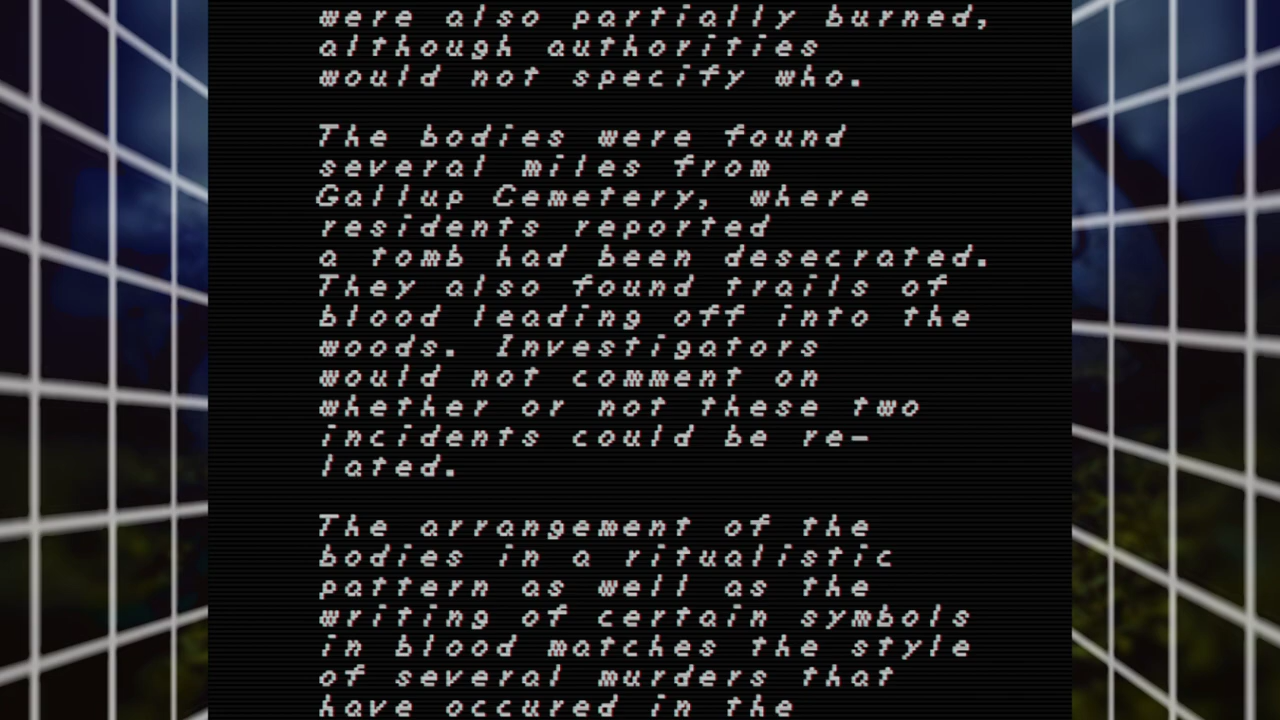 were also partially burned,
although authorities
would not specify who.
The bodies were found
several miles from
Gallup Cemetery, where
residents reported
a tomb had been desecrated.
They also found trails of
blood leading off into the
woods. Investigators
would not comment on
whether or not these two
incidents could be re-
lated.
The arrangement of the
bodies in a ritualistic
pattern as well as the
writing of certain symbols
in blood matches the style
of several murders that
have occured in the